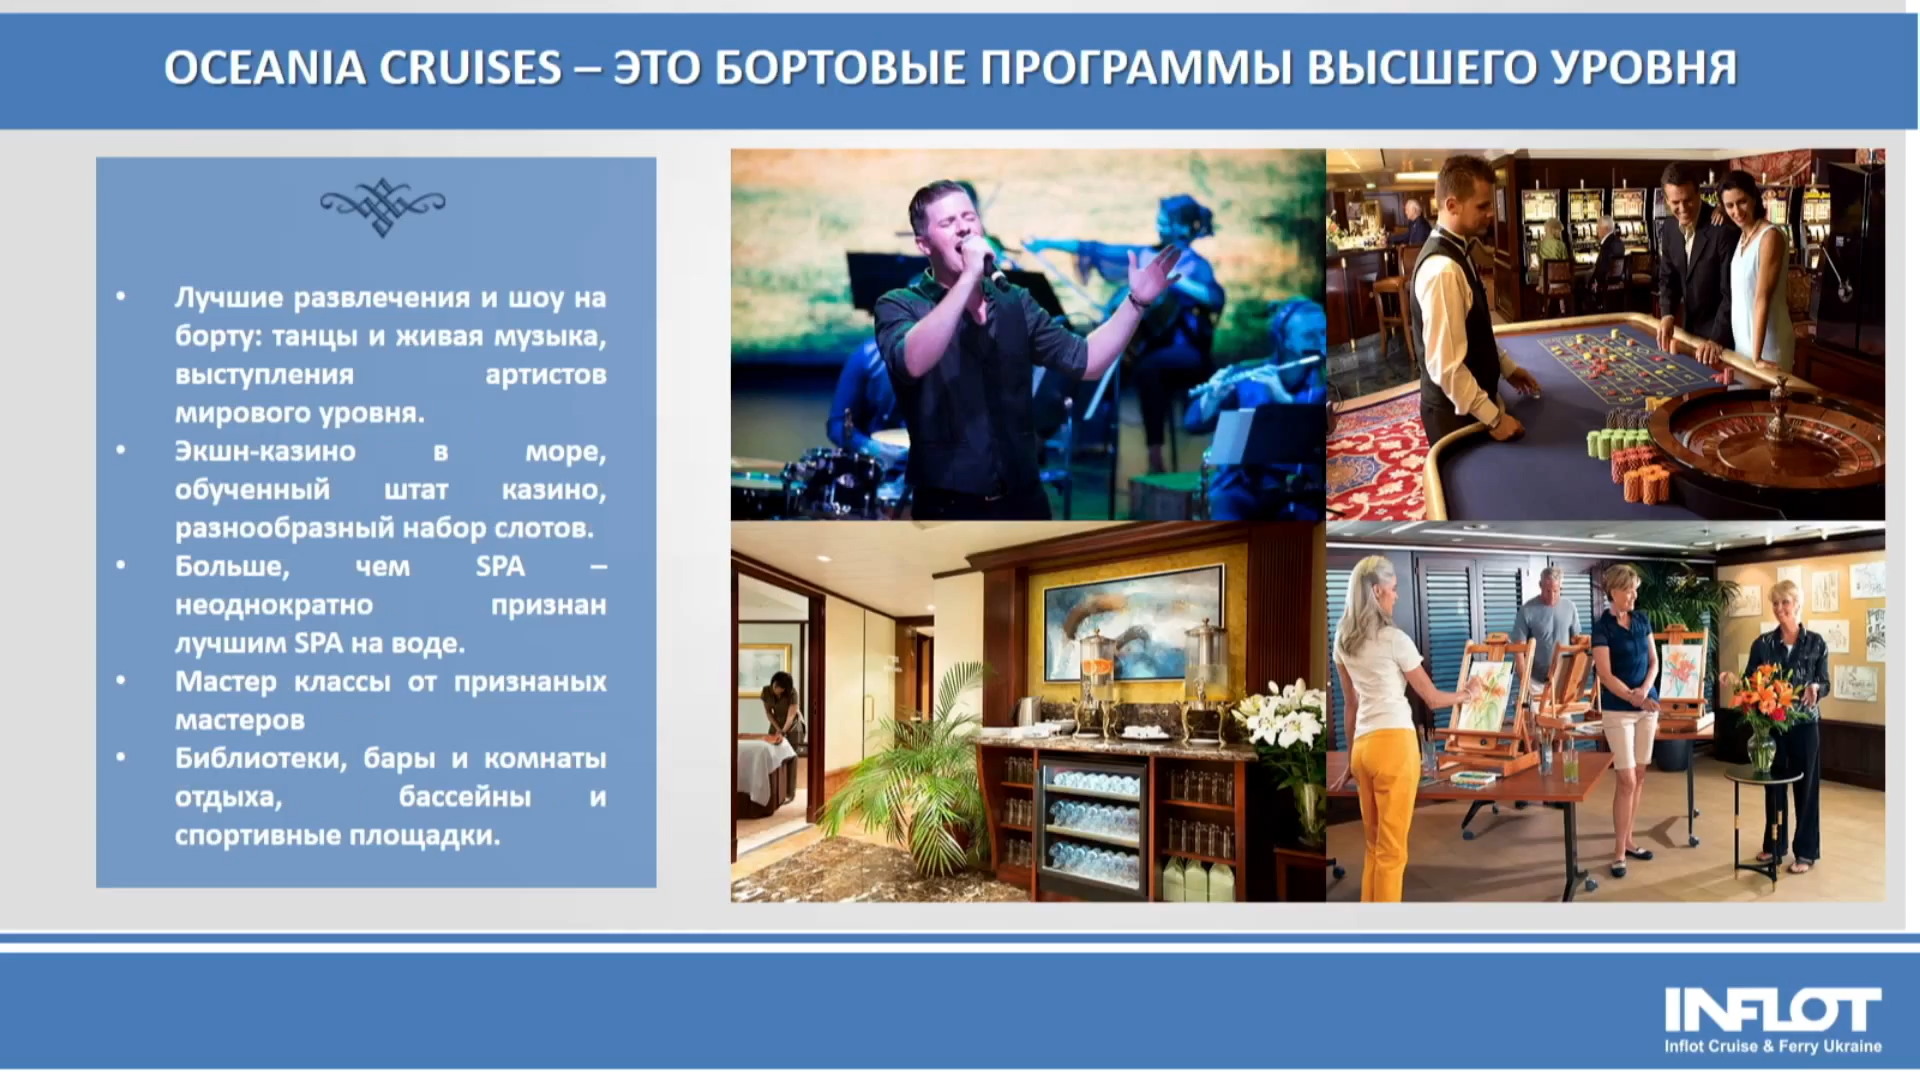 OCEANIA CRUISES – ЭТО БОРТОВЫЕ ПРОГРАММЫ ВЫСШЕГО УРОВНЯ
• Лучшие развлечения и шоу на
борту: танцы и живая музыка,
выступления артистов
мирового уровня.
• Экшн-казино в море,
обученный штат казино,
разнообразный набор слотов.
• Больше, чем SPA –
неоднократно признан
лучшим SPA на воде.
• Мастер классы от признаных
мастеров
• Библиотеки, бары и комнаты
отдыха, бассейны и
спортивные площадки.
INFLOT
Inflot Cruise & Ferry Ukraine